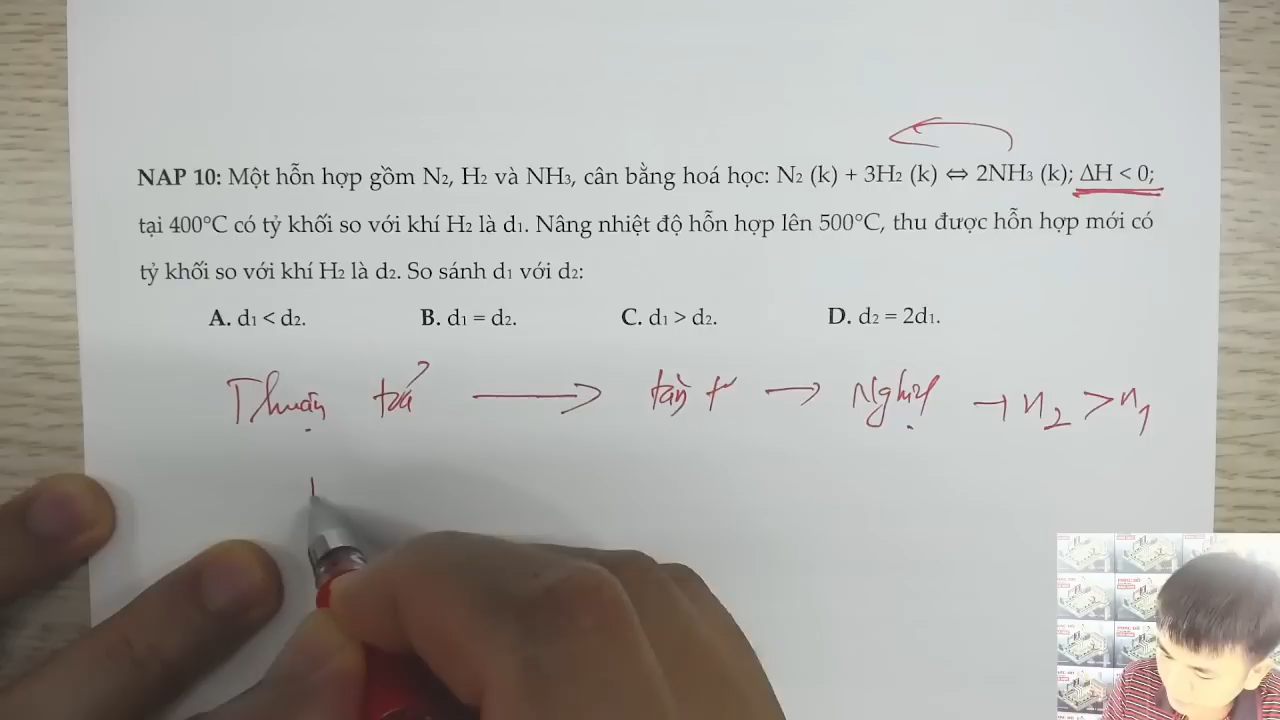 NAP 10: Một hỗn hợp gồm N₂, H₂ và NH₃, cân bằng hoá học: N₂ (k) + 3H₂ (k) ⇔ 2NH₃ (k); ΔH < 0;
tại 400°C có tỷ khối so với khí H₂ là d₁. Nâng nhiệt độ hỗn hợp lên 500°C, thu được hỗn hợp mới có
tỷ khối so với khí H₂ là d₂. So sánh d₁ với d₂:
A. d₁ < d₂. B. d₁ = d₂. C. d₁ > d₂. D. d₂ = 2d₁.
Thuận toả → tăng t° → Nghịch → n₂ > n₁